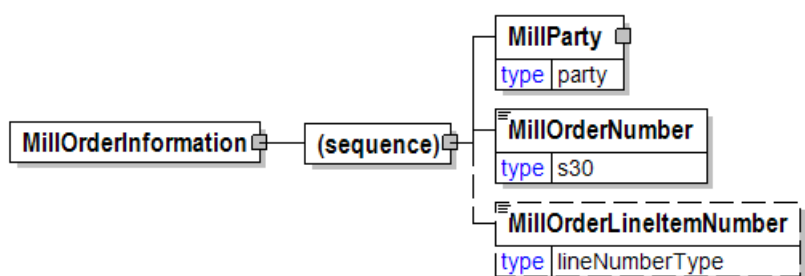 MillParty
type party
MillOrderInformation
(sequence)
MillOrderNumber
type s30
MillOrderLineItemNumber
type lineNumberType